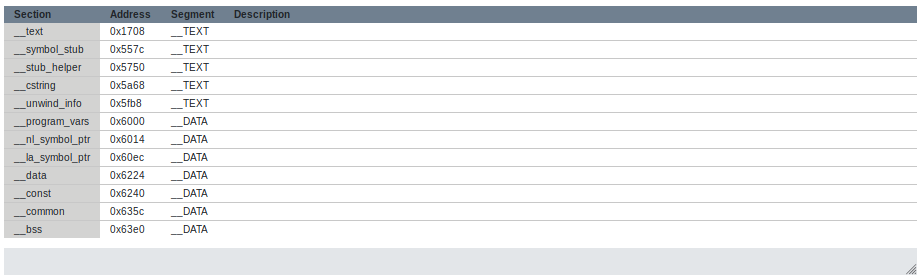 Section Address Segment Description
__text 0x1708 __TEXT
__symbol_stub 0x557c __TEXT
__stub_helper 0x5750 __TEXT
__cstring 0x5a68 __TEXT
__unwind_info 0x5fb8 __TEXT
__program_vars 0x6000 __DATA
__nl_symbol_ptr 0x6014 __DATA
__la_symbol_ptr 0x60ec __DATA
__data 0x6224 __DATA
__const 0x6240 __DATA
__common 0x635c __DATA
__bss 0x63e0 __DATA